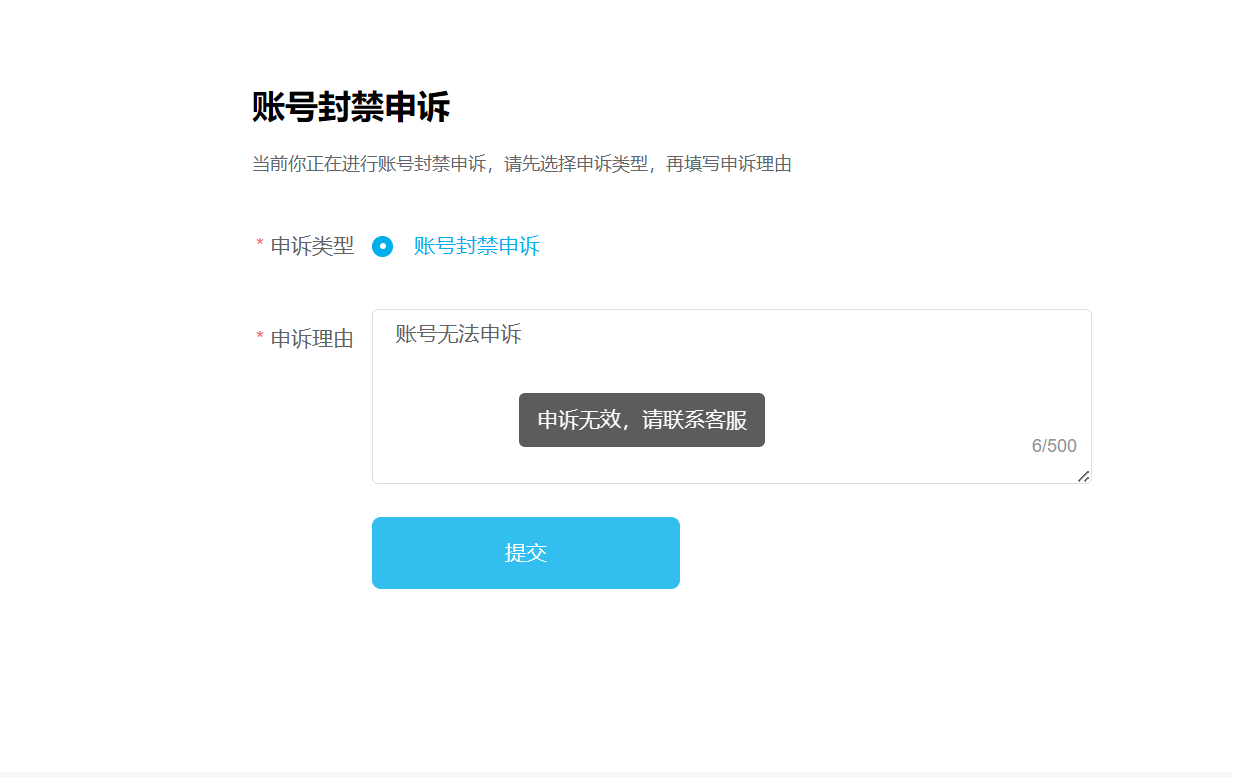 账号封禁申诉
当前你正在进行账号封禁申诉，请先选择申诉类型，再填写申诉理由
* 申诉类型 账号封禁申诉
* 申诉理由 账号无法申诉
申诉无效，请联系客服
6/500
提交